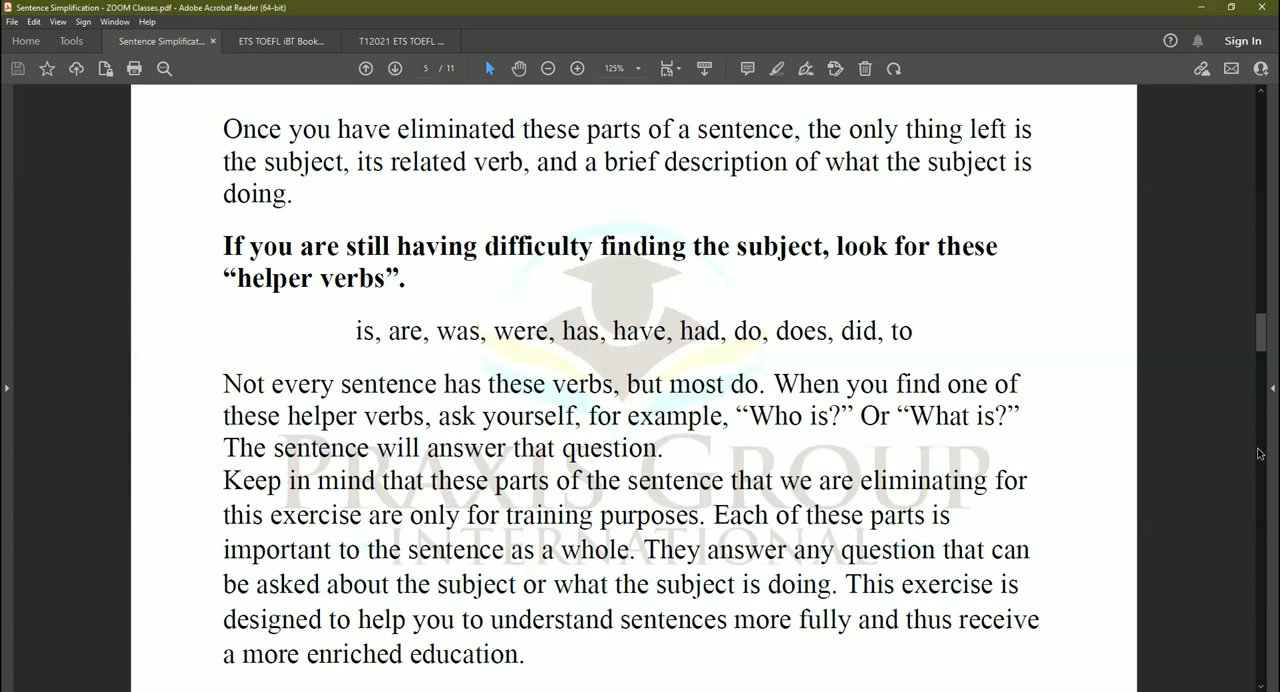 Sentence Simplification - ZOOM Classes.pdf - Adobe Acrobat Reader (64-bit)
File Edit View Sign Window Help
Home Tools Sentence Simplificat... × ETS TOEFL iBT Book... T12021 ETS TOEFL ... Sign In
5 / 11 125%
Once you have eliminated these parts of a sentence, the only thing left is
the subject, its related verb, and a brief description of what the subject is
doing.
If you are still having difficulty finding the subject, look for these
“helper verbs”.
is, are, was, were, has, have, had, do, does, did, to
Not every sentence has these verbs, but most do. When you find one of
these helper verbs, ask yourself, for example, “Who is?” Or “What is?”
The sentence will answer that question.
Keep in mind that these parts of the sentence that we are eliminating for
this exercise are only for training purposes. Each of these parts is
important to the sentence as a whole. They answer any question that can
be asked about the subject or what the subject is doing. This exercise is
designed to help you to understand sentences more fully and thus receive
a more enriched education.
PRAXIS GROUP
INTERNATIONAL